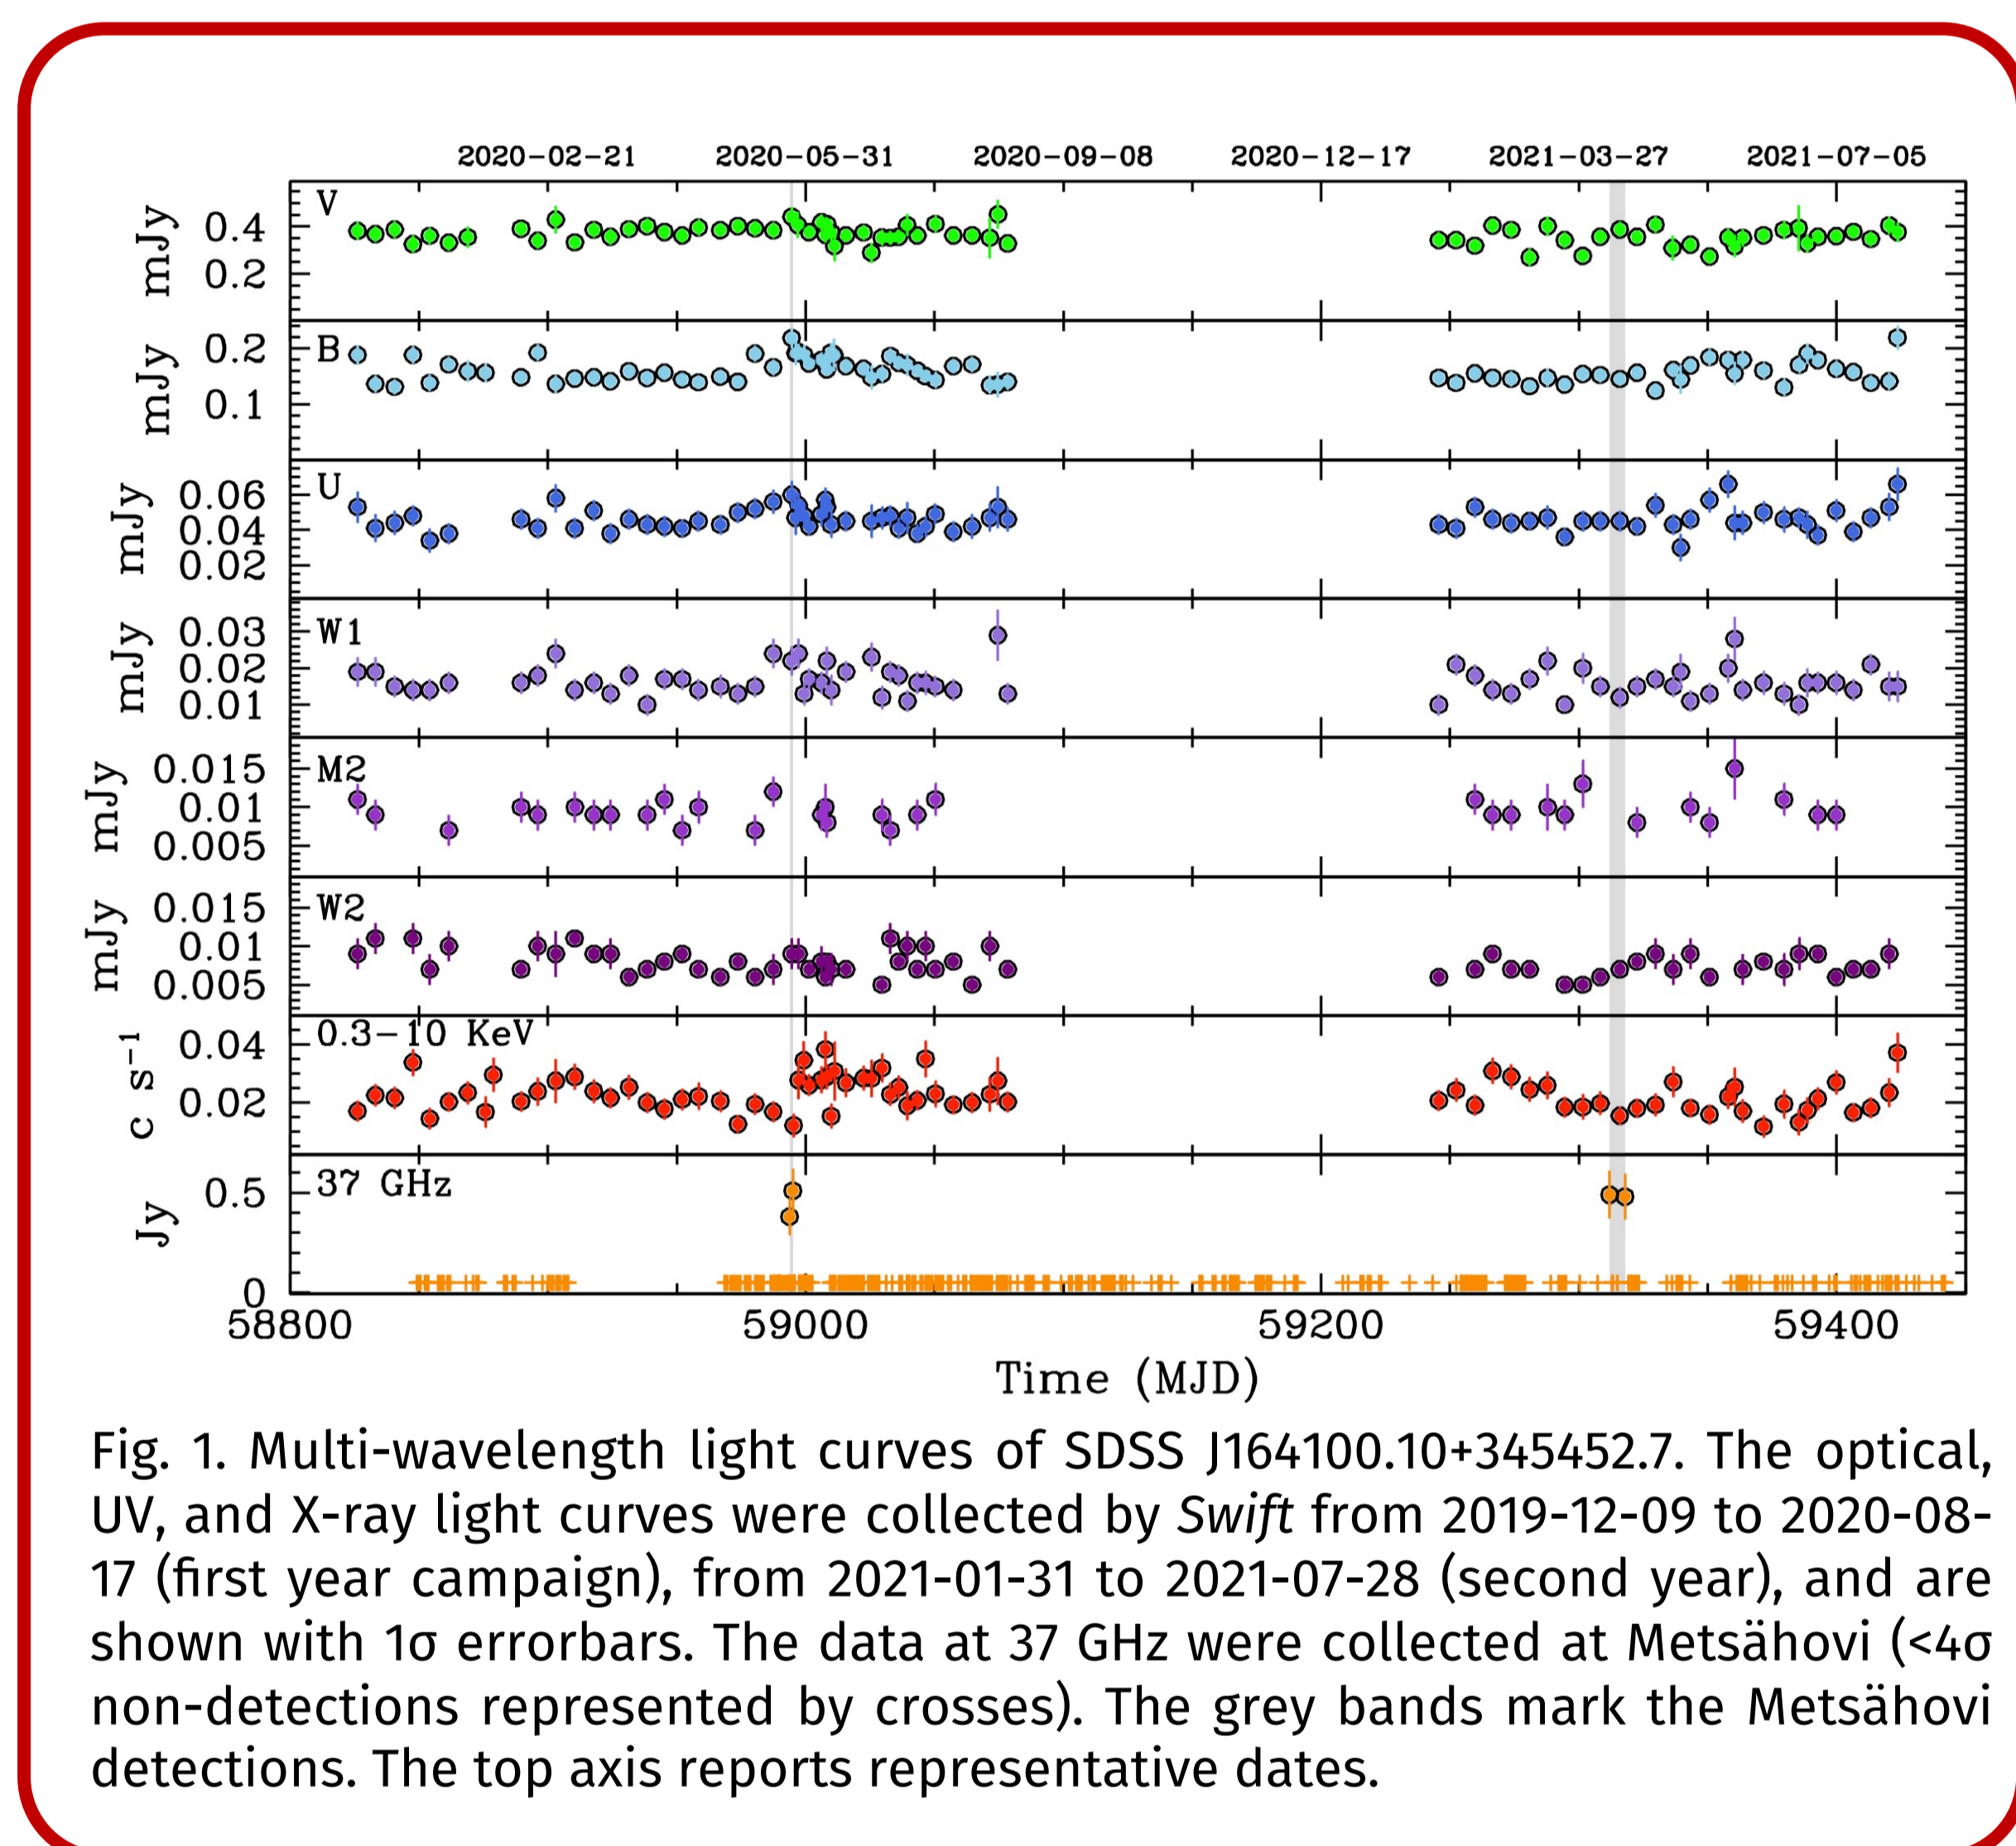 2020-02-21 2020-05-31 2020-09-08 2020-12-17 2021-03-27 2021-07-05
V
mJy
0.4
0.2
B
mJy
0.2
0.1
U
mJy
0.06
0.04
0.02
W1
mJy
0.03
0.02
0.01
M2
mJy
0.015
0.01
0.005
W2
mJy
0.015
0.01
0.005
0.3-10 KeV
c s⁻¹
0.04
0.02
37 GHz
Jy
0.5
0
58800 59000 59200 59400
Time (MJD)
Fig. 1. Multi-wavelength light curves of SDSS J164100.10+345452.7. The optical,
UV, and X-ray light curves were collected by Swift from 2019-12-09 to 2020-08-
17 (first year campaign), from 2021-01-31 to 2021-07-28 (second year), and are
shown with 1σ errorbars. The data at 37 GHz were collected at Metsähovi (<4σ
non-detections represented by crosses). The grey bands mark the Metsähovi
detections. The top axis reports representative dates.